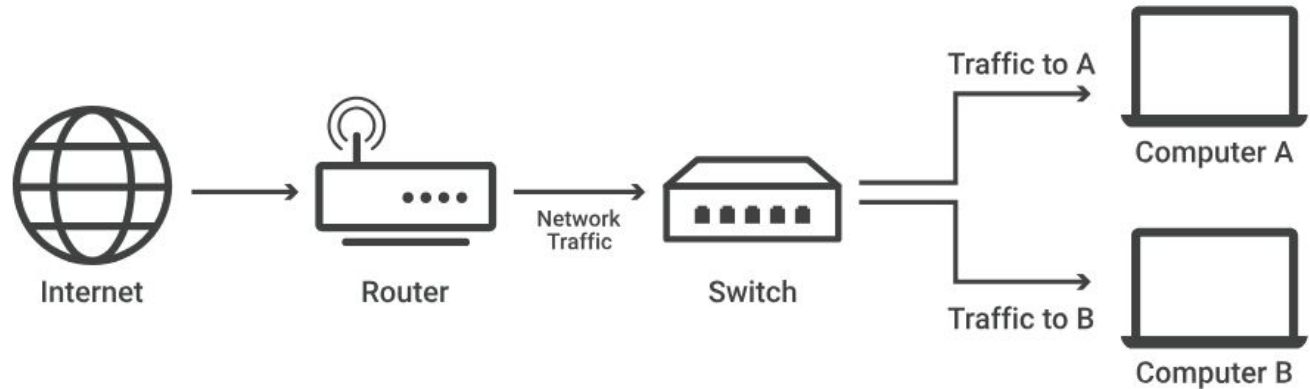 Traffic to A
Computer A
Network
Traffic
Internet
Router
Switch
Traffic to B
Computer B